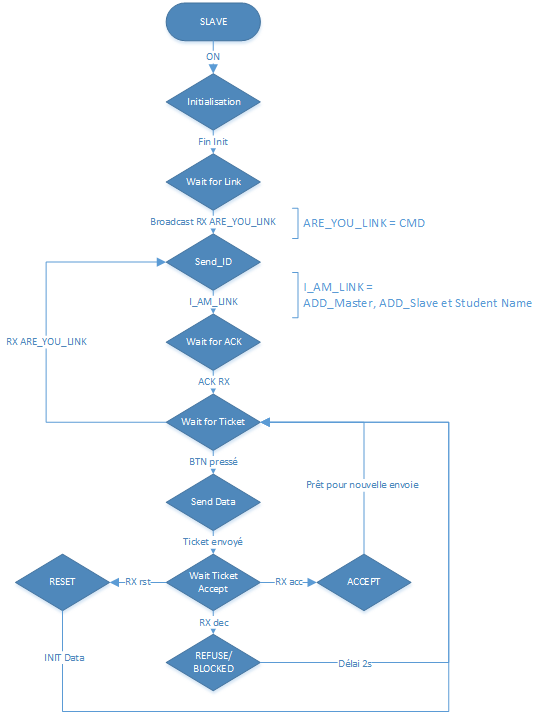 SLAVE
ON
Initialisation
Fin Init
Wait for Link
Broadcast RX ARE_YOU_LINK
ARE_YOU_LINK = CMD
Send_ID
I_AM_LINK =
ADD_Master, ADD_Slave et Student Name
I_AM_LINK
RX ARE_YOU_LINK
Wait for ACK
ACK RX
Wait for Ticket
BTN pressé
Prêt pour nouvelle envoie
Send Data
Ticket envoyé
RESET
RX rst
Wait Ticket
Accept
RX acc
ACCEPT
RX dec
INIT Data
REFUSE/
BLOCKED
Délai 2s